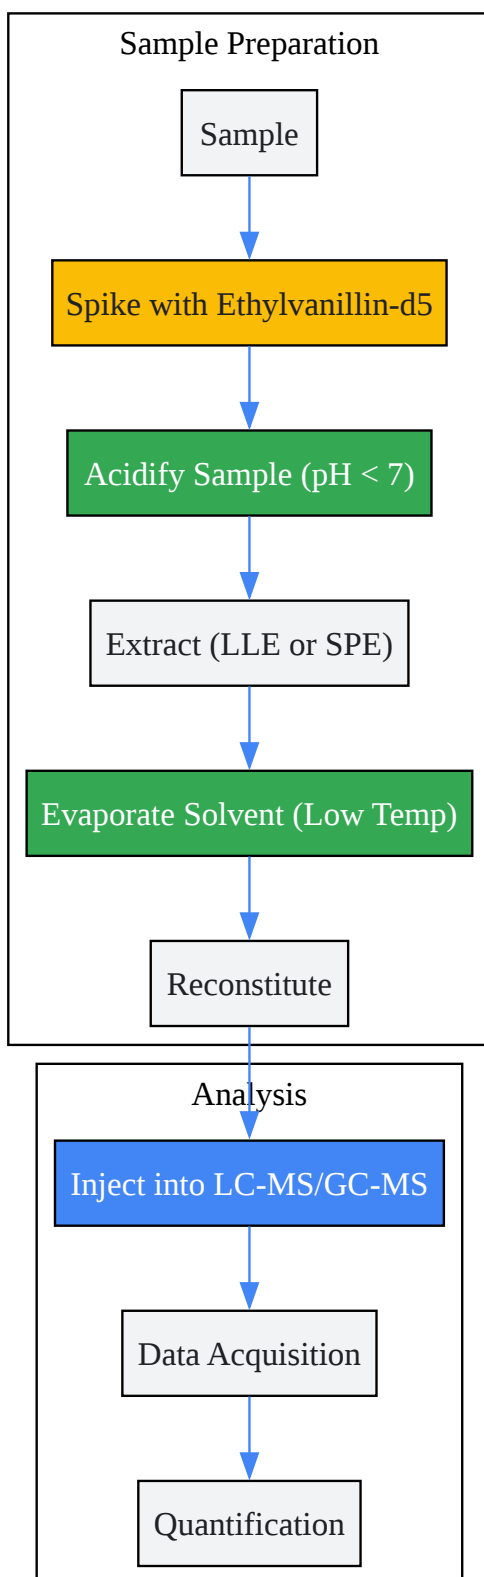 Sample Preparation
Sample
Spike with Ethylvanillin-d5
Acidify Sample (pH < 7)
Extract (LLE or SPE)
Evaporate Solvent (Low Temp)
Reconstitute
Analysis
Inject into LC-MS/GC-MS
Data Acquisition
Quantification